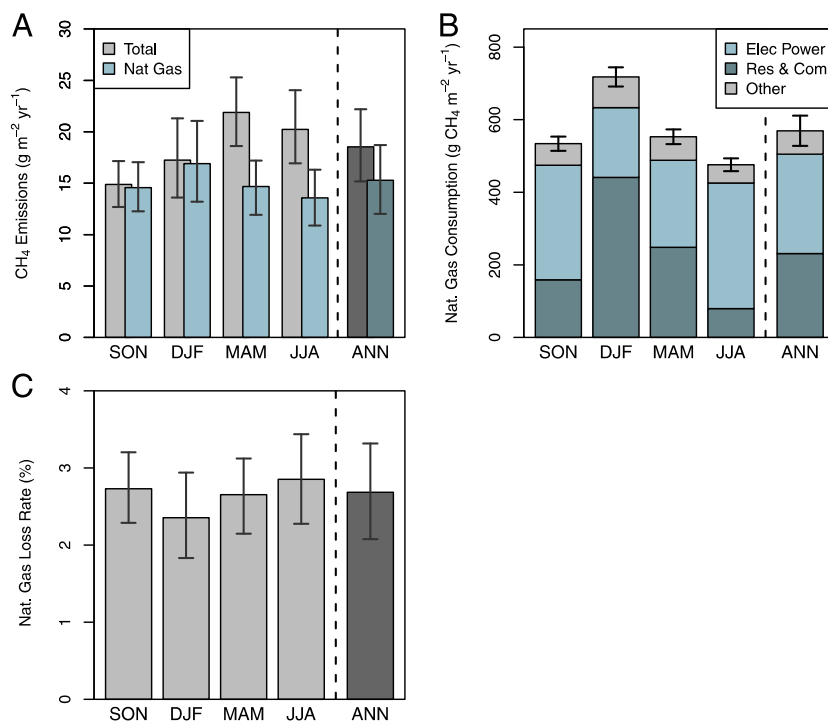 A
CH₄ Emissions (g m⁻² yr⁻¹)
30
25
20
15
10
5
0
Total
Nat Gas
SON DJF MAM JJA ANN
B
Nat. Gas Consumption (g CH₄ m⁻² yr⁻¹)
800
600
400
200
0
Elec Power
Res & Com
Other
SON DJF MAM JJA ANN
C
Nat. Gas Loss Rate (%)
4
3
2
1
0
SON DJF MAM JJA ANN